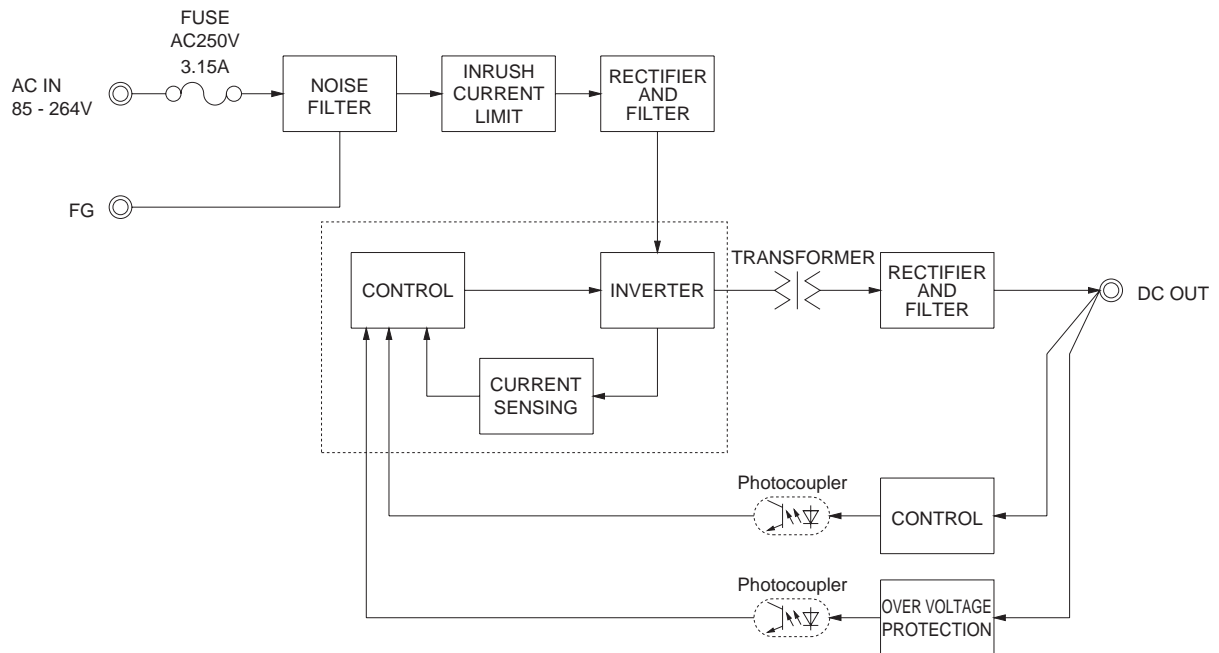 FUSE
AC250V
3.15A
AC IN
85 - 264V
NOISE
FILTER
INRUSH
CURRENT
LIMIT
RECTIFIER
AND
FILTER
FG
CONTROL
INVERTER
TRANSFORMER
RECTIFIER
AND
FILTER
DC OUT
CURRENT
SENSING
Photocoupler
CONTROL
Photocoupler
OVER VOLTAGE
PROTECTION